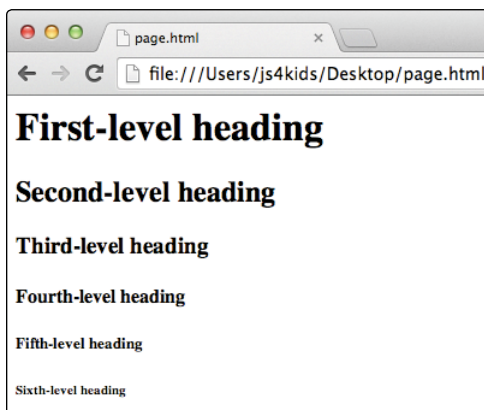 page.html
file:///Users/js4kids/Desktop/page.html
First-level heading
Second-level heading
Third-level heading
Fourth-level heading
Fifth-level heading
Sixth-level heading